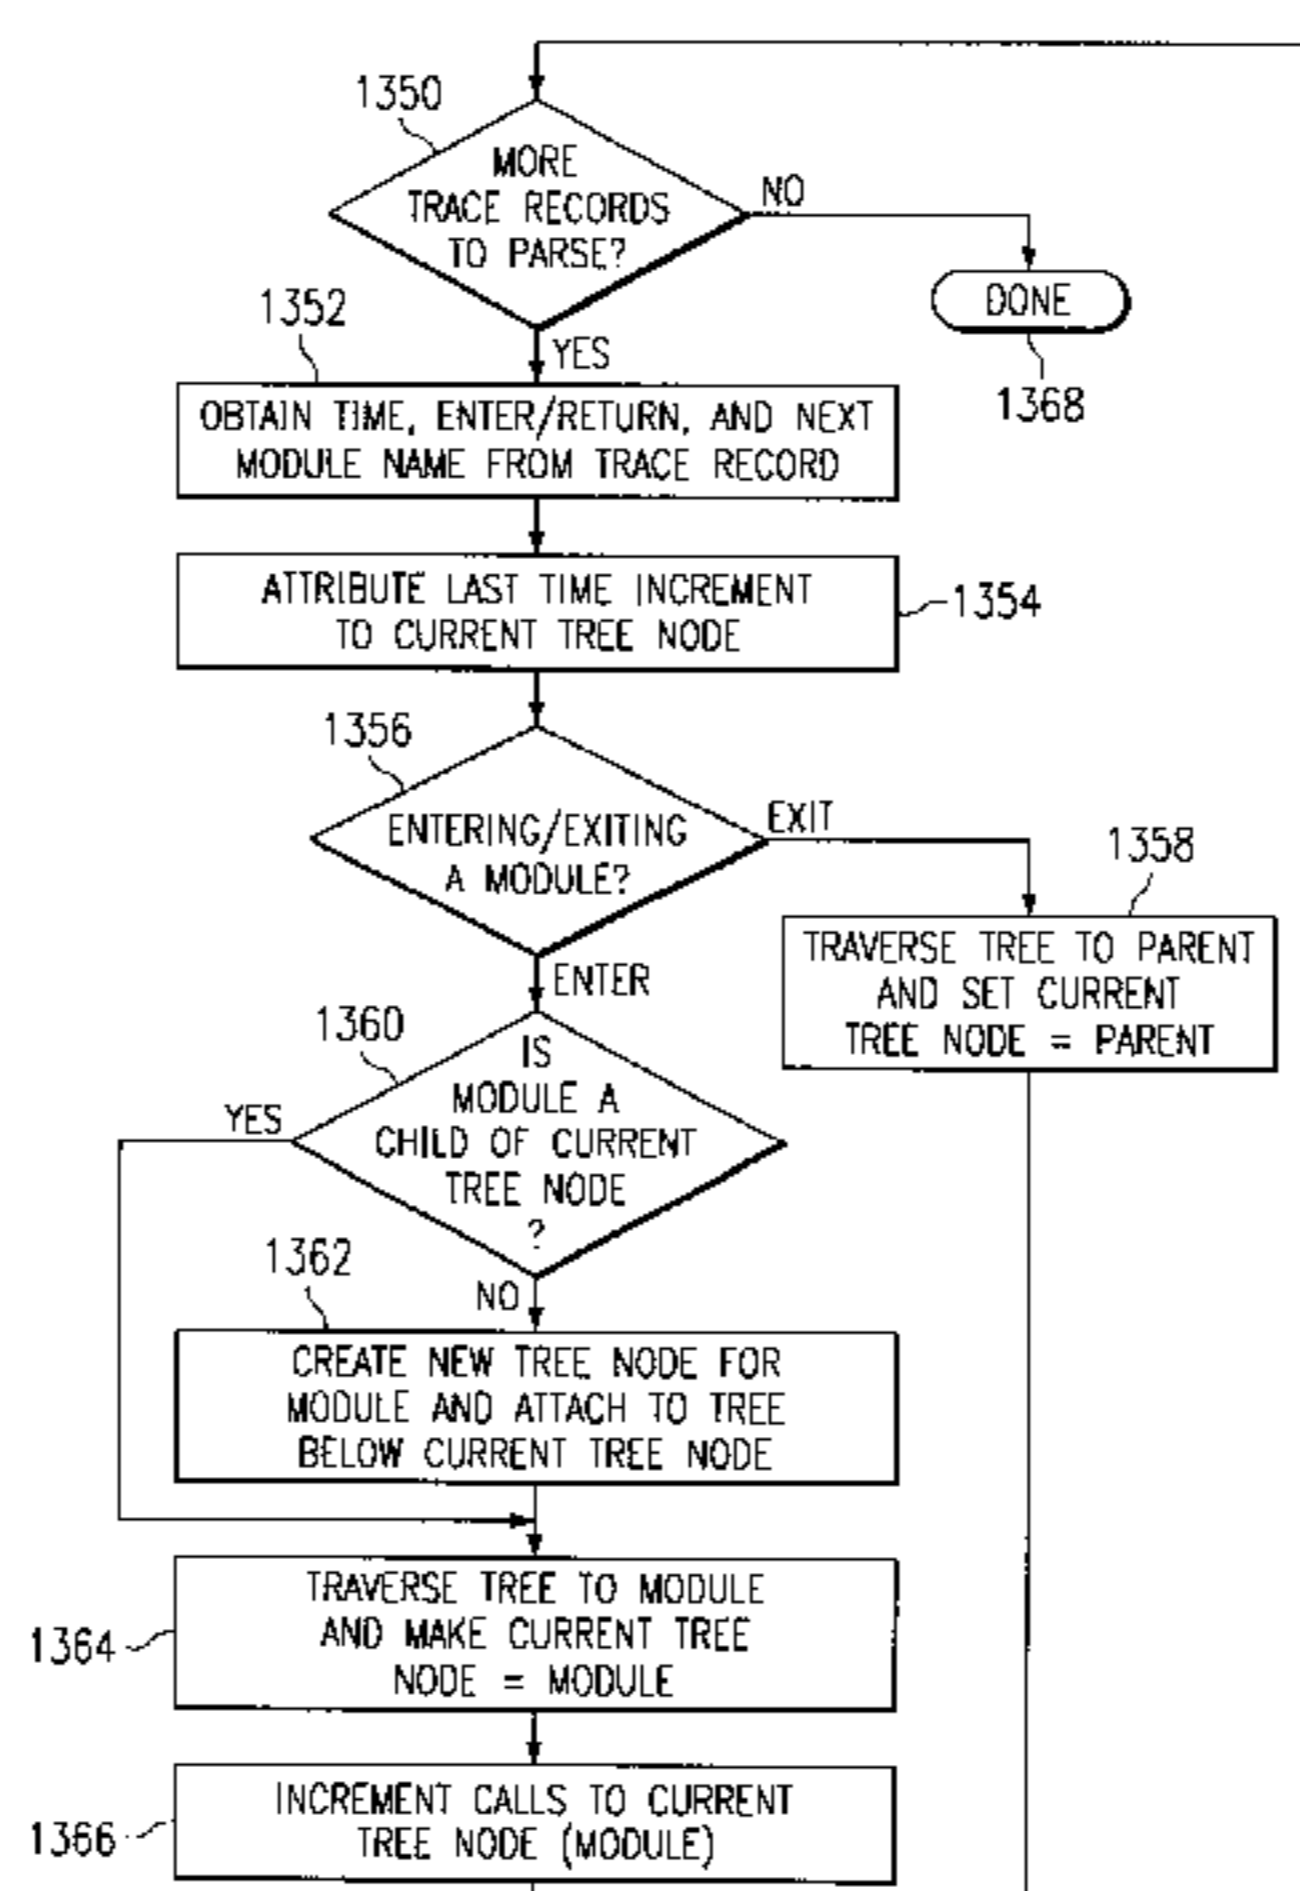 1350
MORE
TRACE RECORDS
TO PARSE?
NO
DONE
1368
YES
1352
OBTAIN TIME, ENTER/RETURN, AND NEXT
MODULE NAME FROM TRACE RECORD
ATTRIBUTE LAST TIME INCREMENT
TO CURRENT TREE NODE
1354
1356
ENTERING/EXITING
A MODULE?
EXIT
1358
TRAVERSE TREE TO PARENT
AND SET CURRENT
TREE NODE = PARENT
ENTER
1360
IS
MODULE A
CHILD OF CURRENT
TREE NODE
?
YES
NO
1362
CREATE NEW TREE NODE FOR
MODULE AND ATTACH TO TREE
BELOW CURRENT TREE NODE
1364
TRAVERSE TREE TO MODULE
AND MAKE CURRENT TREE
NODE = MODULE
1366
INCREMENT CALLS TO CURRENT
TREE NODE (MODULE)